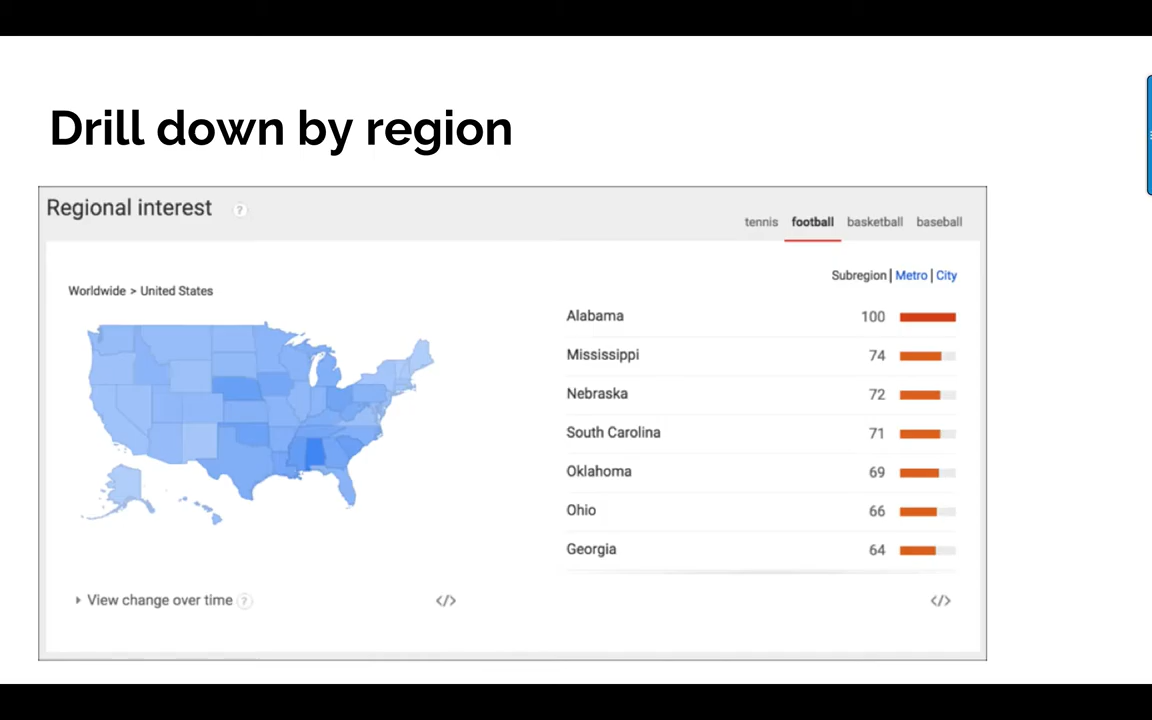 Drill down by region
Regional interest ?
tennis football basketball baseball
Subregion | Metro | City
Worldwide > United States
Alabama 100
Mississippi 74
Nebraska 72
South Carolina 71
Oklahoma 69
Ohio 66
Georgia 64
View change over time ?
</> </>